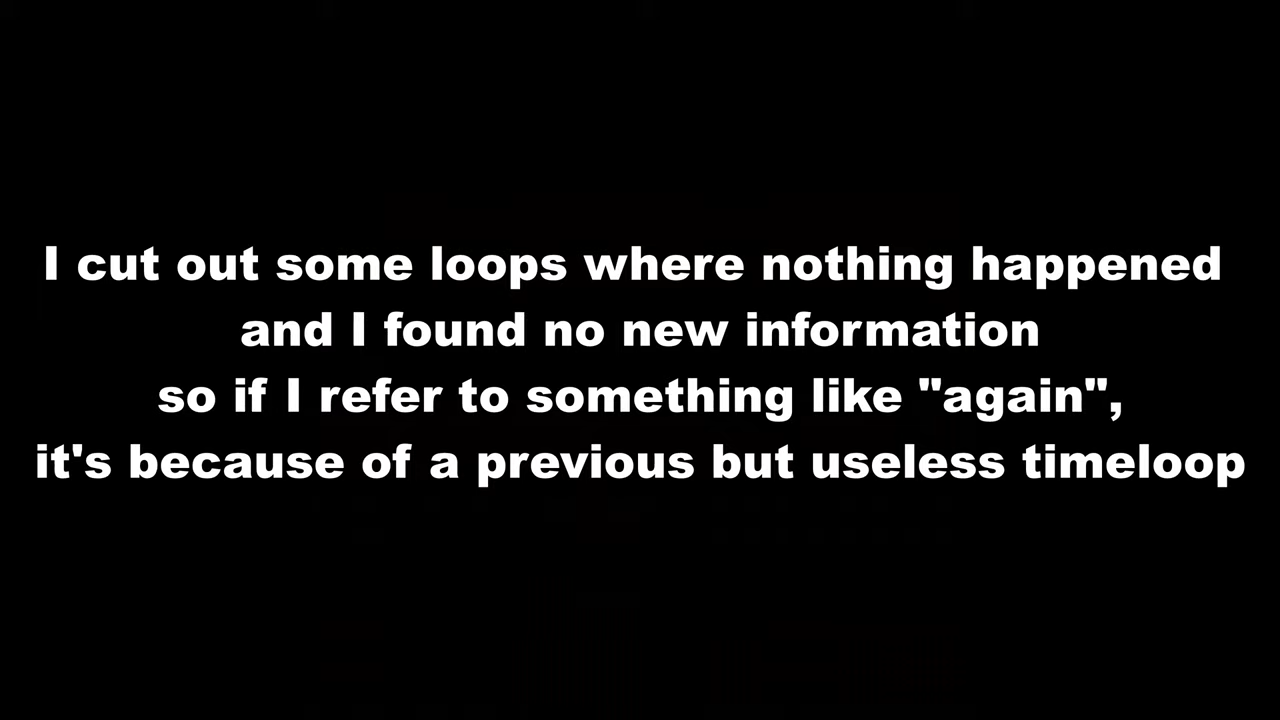 I cut out some loops where nothing happened
and I found no new information
so if I refer to something like "again",
it's because of a previous but useless timeloop